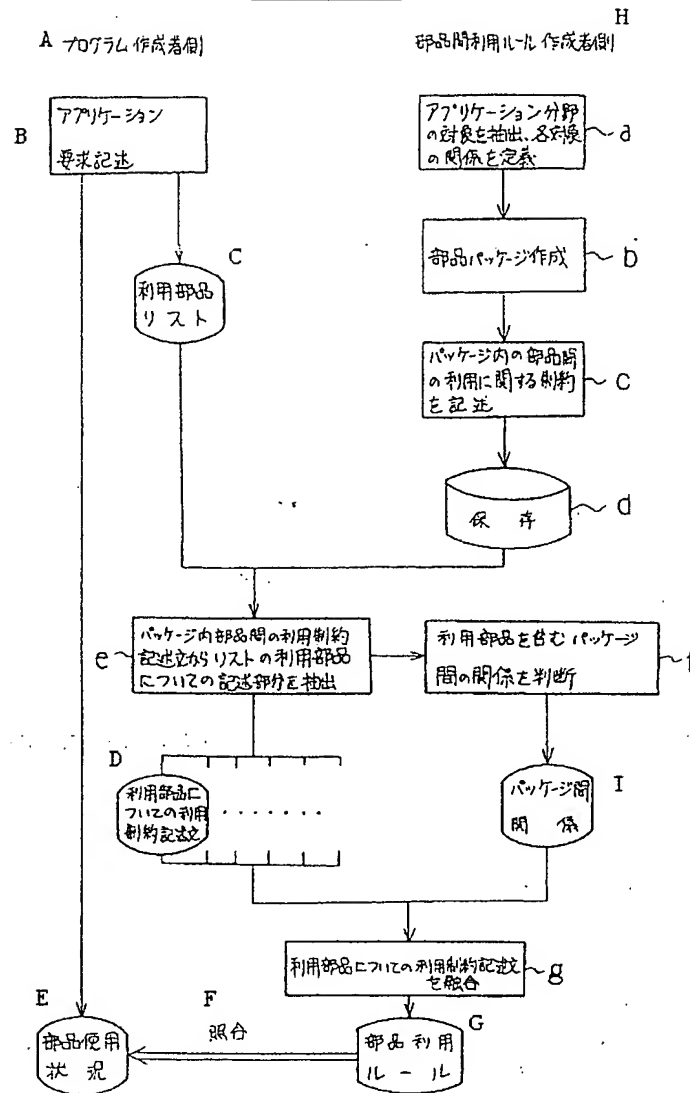 H
A プログラム作成者側
部品間利用ルール作成者側
B
アプリケーション
要求記述
アプリケーション分野
の対象を抽出、各対象
の関係を定義
a
C
利用部品
リスト
部品パッケージ作成
b
パッケージ内の部品間
の利用に関する制約
を記述
c
保存
d
e
パッケージ内部品間の利用制約
記述文からリストの利用部品
についての記述部分を抽出
利用部品を含むパッケージ
間の関係を判断
f
D
利用部品に
ついての利用
制約記述文
I
パッケージ間
関係
利用部品についての利用制約記述文
を融合
g
E
部品使用
状況
F
照合
G
部品利用
ルール